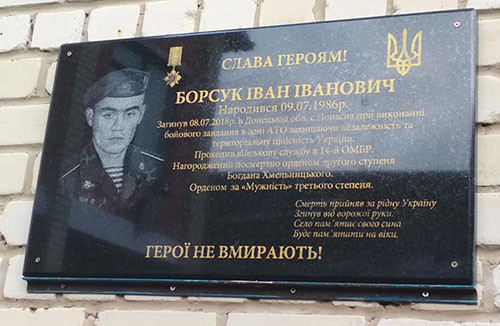 СЛАВА ГЕРОЯМ!
БОРСУК ІВАН ІВАНОВИЧ
Народився 09.07.1986р.
Загинув 08.07.2018р. в Донецькій обл. с. Попасна при виконанні
бойового завдання в зоні АТО захищаючи незалежність та
територіальну цілісність України.
Проходив військову службу в 14-й ОМБР.
Нагороджений посмертно орденом другого ступеня
Богдана Хмельницького.
Орденом за «Мужність» третього степеня.
Смерть прийняв за рідну Україну
Згинув від ворожої руки.
Село пам'ятає свого сина
Буде пам'ятати на віки.
ГЕРОЇ НЕ ВМИРАЮТЬ!